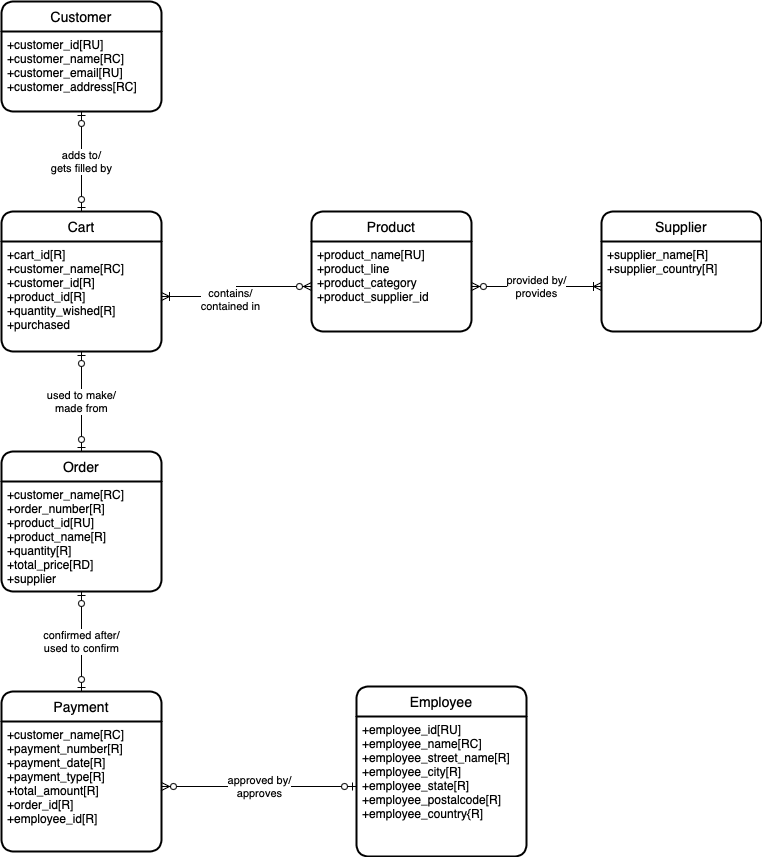 Customer
+customer_id[RU]
+customer_name[RC]
+customer_email[RU]
+customer_address[RC]
adds to/
gets filled by
Cart
+cart_id[R]
+customer_name[RC]
+customer_id[R]
+product_id[R]
+quantity_wished[R]
+purchased
contains/
contained in
Product
+product_name[RU]
+product_line
+product_category
+product_supplier_id
provided by/
provides
Supplier
+supplier_name[R]
+supplier_country[R]
used to make/
made from
Order
+customer_name[RC]
+order_number[R]
+product_id[RU]
+product_name[R]
+quantity[R]
+total_price[RD]
+supplier
confirmed after/
used to confirm
Payment
+customer_name[RC]
+payment_number[R]
+payment_date[R]
+payment_type[R]
+total_amount[R]
+order_id[R]
+employee_id[R]
approved by/
approves
Employee
+employee_id[RU]
+employee_name[RC]
+employee_street_name[R]
+employee_city[R]
+employee_state[R]
+employee_postalcode[R]
+employee_country{R]